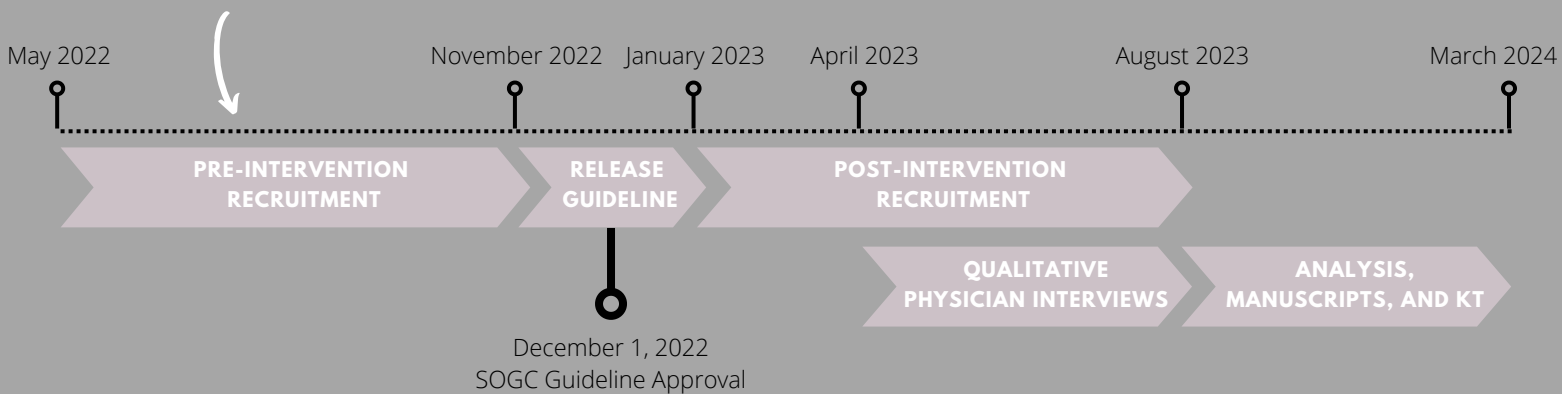 May 2022
November 2022
January 2023
April 2023
August 2023
March 2024
PRE-INTERVENTION
RECRUITMENT
RELEASE
GUIDELINE
POST-INTERVENTION
RECRUITMENT
QUALITATIVE
PHYSICIAN INTERVIEWS
ANALYSIS,
MANUSCRIPTS, AND KT
December 1, 2022
SOGC Guideline Approval